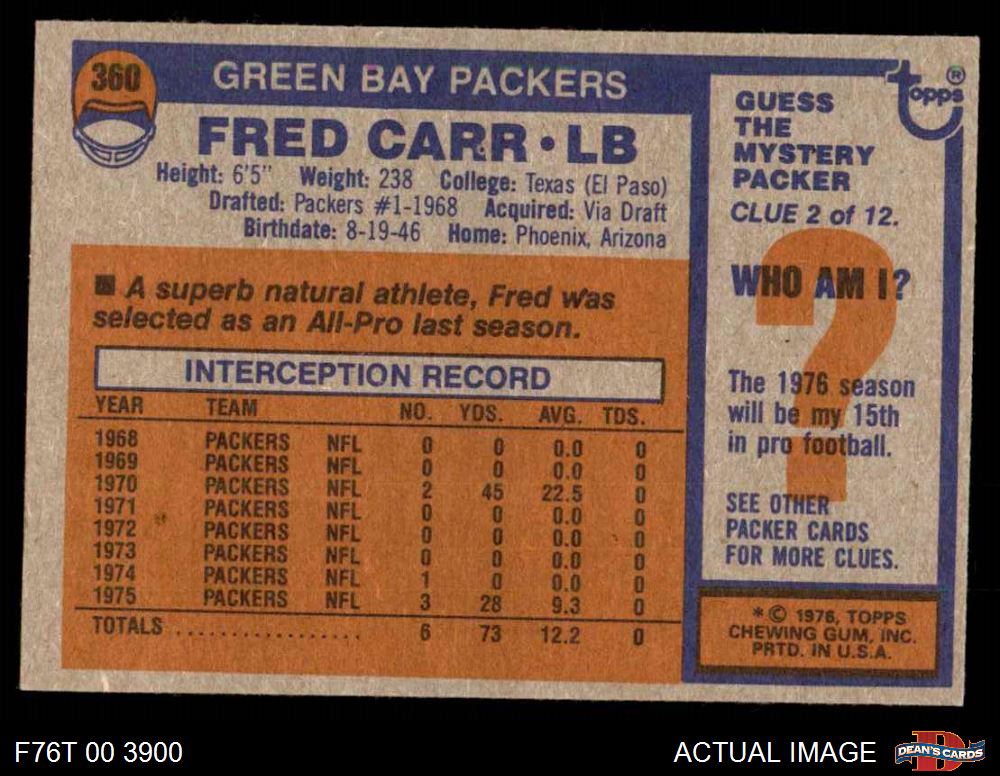 360
GREEN BAY PACKERS
FRED CARR • LB
Height: 6'5" Weight: 238 College: Texas (El Paso)
Drafted: Packers #1-1968 Acquired: Via Draft
Birthdate: 8-19-46 Home: Phoenix, Arizona
■ A superb natural athlete, Fred was
selected as an All-Pro last season.
INTERCEPTION RECORD
YEAR TEAM NO. YDS. AVG. TDS.
1968 PACKERS NFL 0 0 0.0 0
1969 PACKERS NFL 0 0 0.0 0
1970 PACKERS NFL 2 45 22.5 0
1971 PACKERS NFL 0 0 0.0 0
1972 PACKERS NFL 0 0 0.0 0
1973 PACKERS NFL 0 0 0.0 0
1974 PACKERS NFL 1 0 0.0 0
1975 PACKERS NFL 3 28 9.3 0
TOTALS .................. 6 73 12.2 0
topps®
GUESS
THE
MYSTERY
PACKER
CLUE 2 of 12.
?
WHO AM I?
The 1976 season
will be my 15th
in pro football.
SEE OTHER
PACKER CARDS
FOR MORE CLUES.
* © 1976, TOPPS
CHEWING GUM, INC.
PRTD. IN U.S.A.
F76T 00 3900
ACTUAL IMAGE
D
DEAN'S CARDS